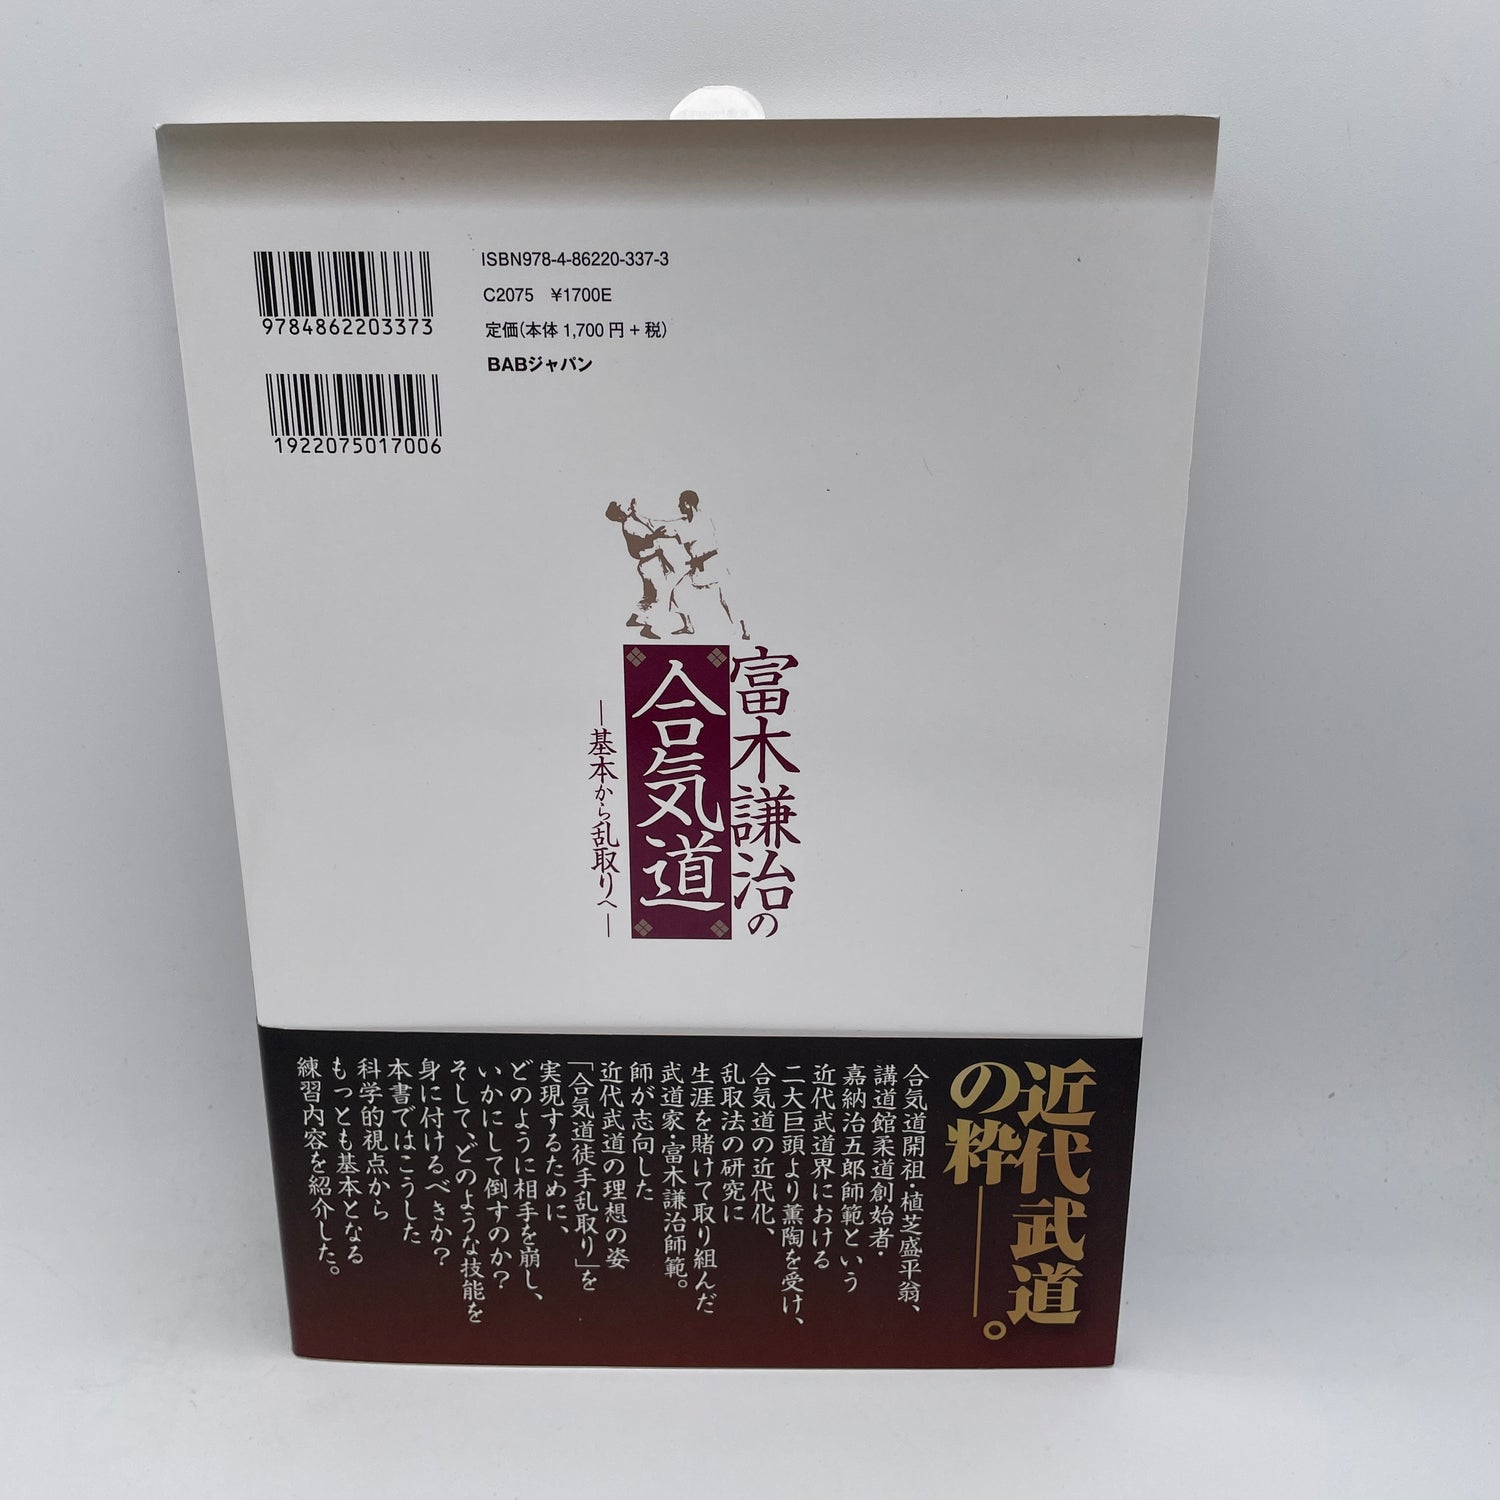 9784862203373
1922075017006
ISBN978-4-86220-337-3
C2075 ¥1700E
定価(本体 1,700 円 + 税)
BABジャパン
富木謙治の
合気道
―基本から乱取りへ―
近代武道
の粋――。
合気道開祖・植芝盛平翁、
講道館柔道創始者・
嘉納治五郎師範という
近代武道界における
二大巨頭より薫陶を受け、
合気道の近代化、
乱取法の研究に
生涯を賭けて取り組んだ
武道家・富木謙治師範。
師が志向した
近代武道の理想の姿
「合気道徒手乱取り」を
実現するために、
どのように相手を崩し、
いかにして倒すのか?
そして、どのような技能を
身に付けるべきか?
本書ではこうした
科学的視点から
もっとも基本となる
練習内容を紹介した。